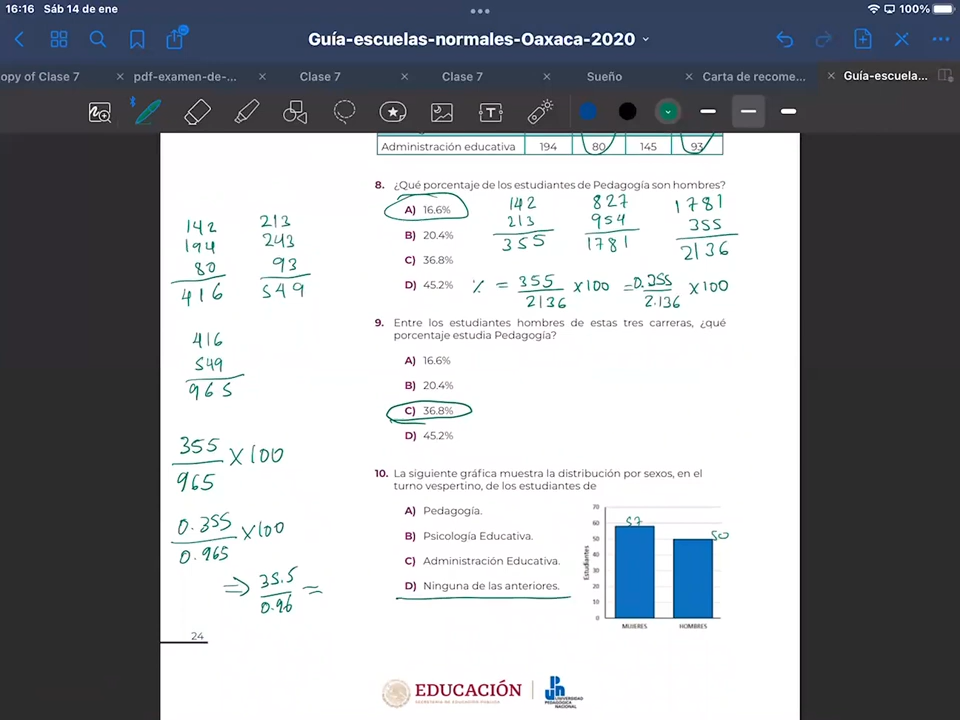 16:16 Sáb 14 de ene 100%
Guía-escuelas-normales-Oaxaca-2020
opy of Clase 7 pdf-examen-de-... Clase 7 Clase 7 Sueño Carta de recome... Guía-escuela...
Administración educativa 194 80 145 93
8. ¿Qué porcentaje de los estudiantes de Pedagogía son hombres?
A) 16.6%
B) 20.4%
C) 36.8%
D) 45.2%
142
213
355
827
954
1781
1781
355
2136
% = 355/2136 x100 = 0.355/2.136 x100
142
194
80
416
213
243
93
549
416
549
965
355/965 x100
0.355/0.965 x100
=> 35.5/0.96 =
9. Entre los estudiantes hombres de estas tres carreras, ¿qué
porcentaje estudia Pedagogía?
A) 16.6%
B) 20.4%
C) 36.8%
D) 45.2%
10. La siguiente gráfica muestra la distribución por sexos, en el
turno vespertino, de los estudiantes de
A) Pedagogía.
B) Psicología Educativa.
C) Administración Educativa.
D) Ninguna de las anteriores.
70
60
50
40
30
20
10
0
Estudiantes
57
50
MUJERES HOMBRES
24
EDUCACIÓN
SECRETARÍA DE EDUCACIÓN PÚBLICA
UNIVERSIDAD
PEDAGÓGICA
NACIONAL